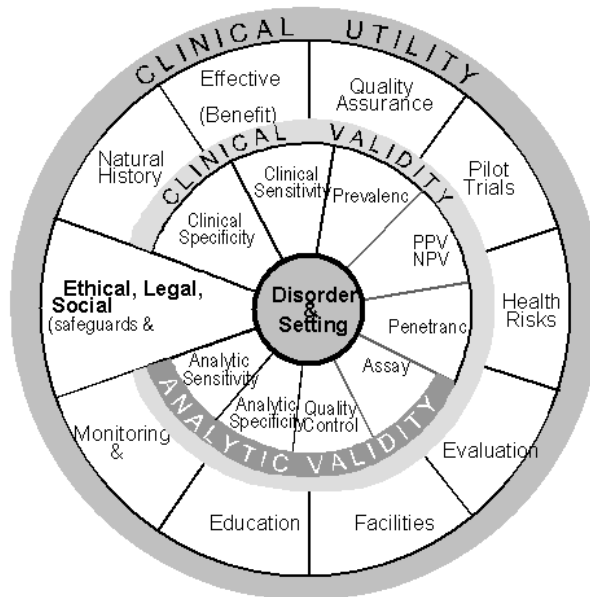 CLINICAL UTILITY
Effective
(Benefit)
Quality
Assurance
Natural
History
Pilot
Trials
CLINICAL VALIDITY
Clinical
Sensitivity
Prevalenc
Clinical
Specificity
PPV
NPV
Ethical, Legal,
Social
(safeguards &
Disorder
&
Setting
Penetranc
Health
Risks
Analytic
Sensitivity
Assay
Analytic
Specificity
Quality
Control
ANALYTIC VALIDITY
Monitoring
&
Evaluation
Education
Facilities